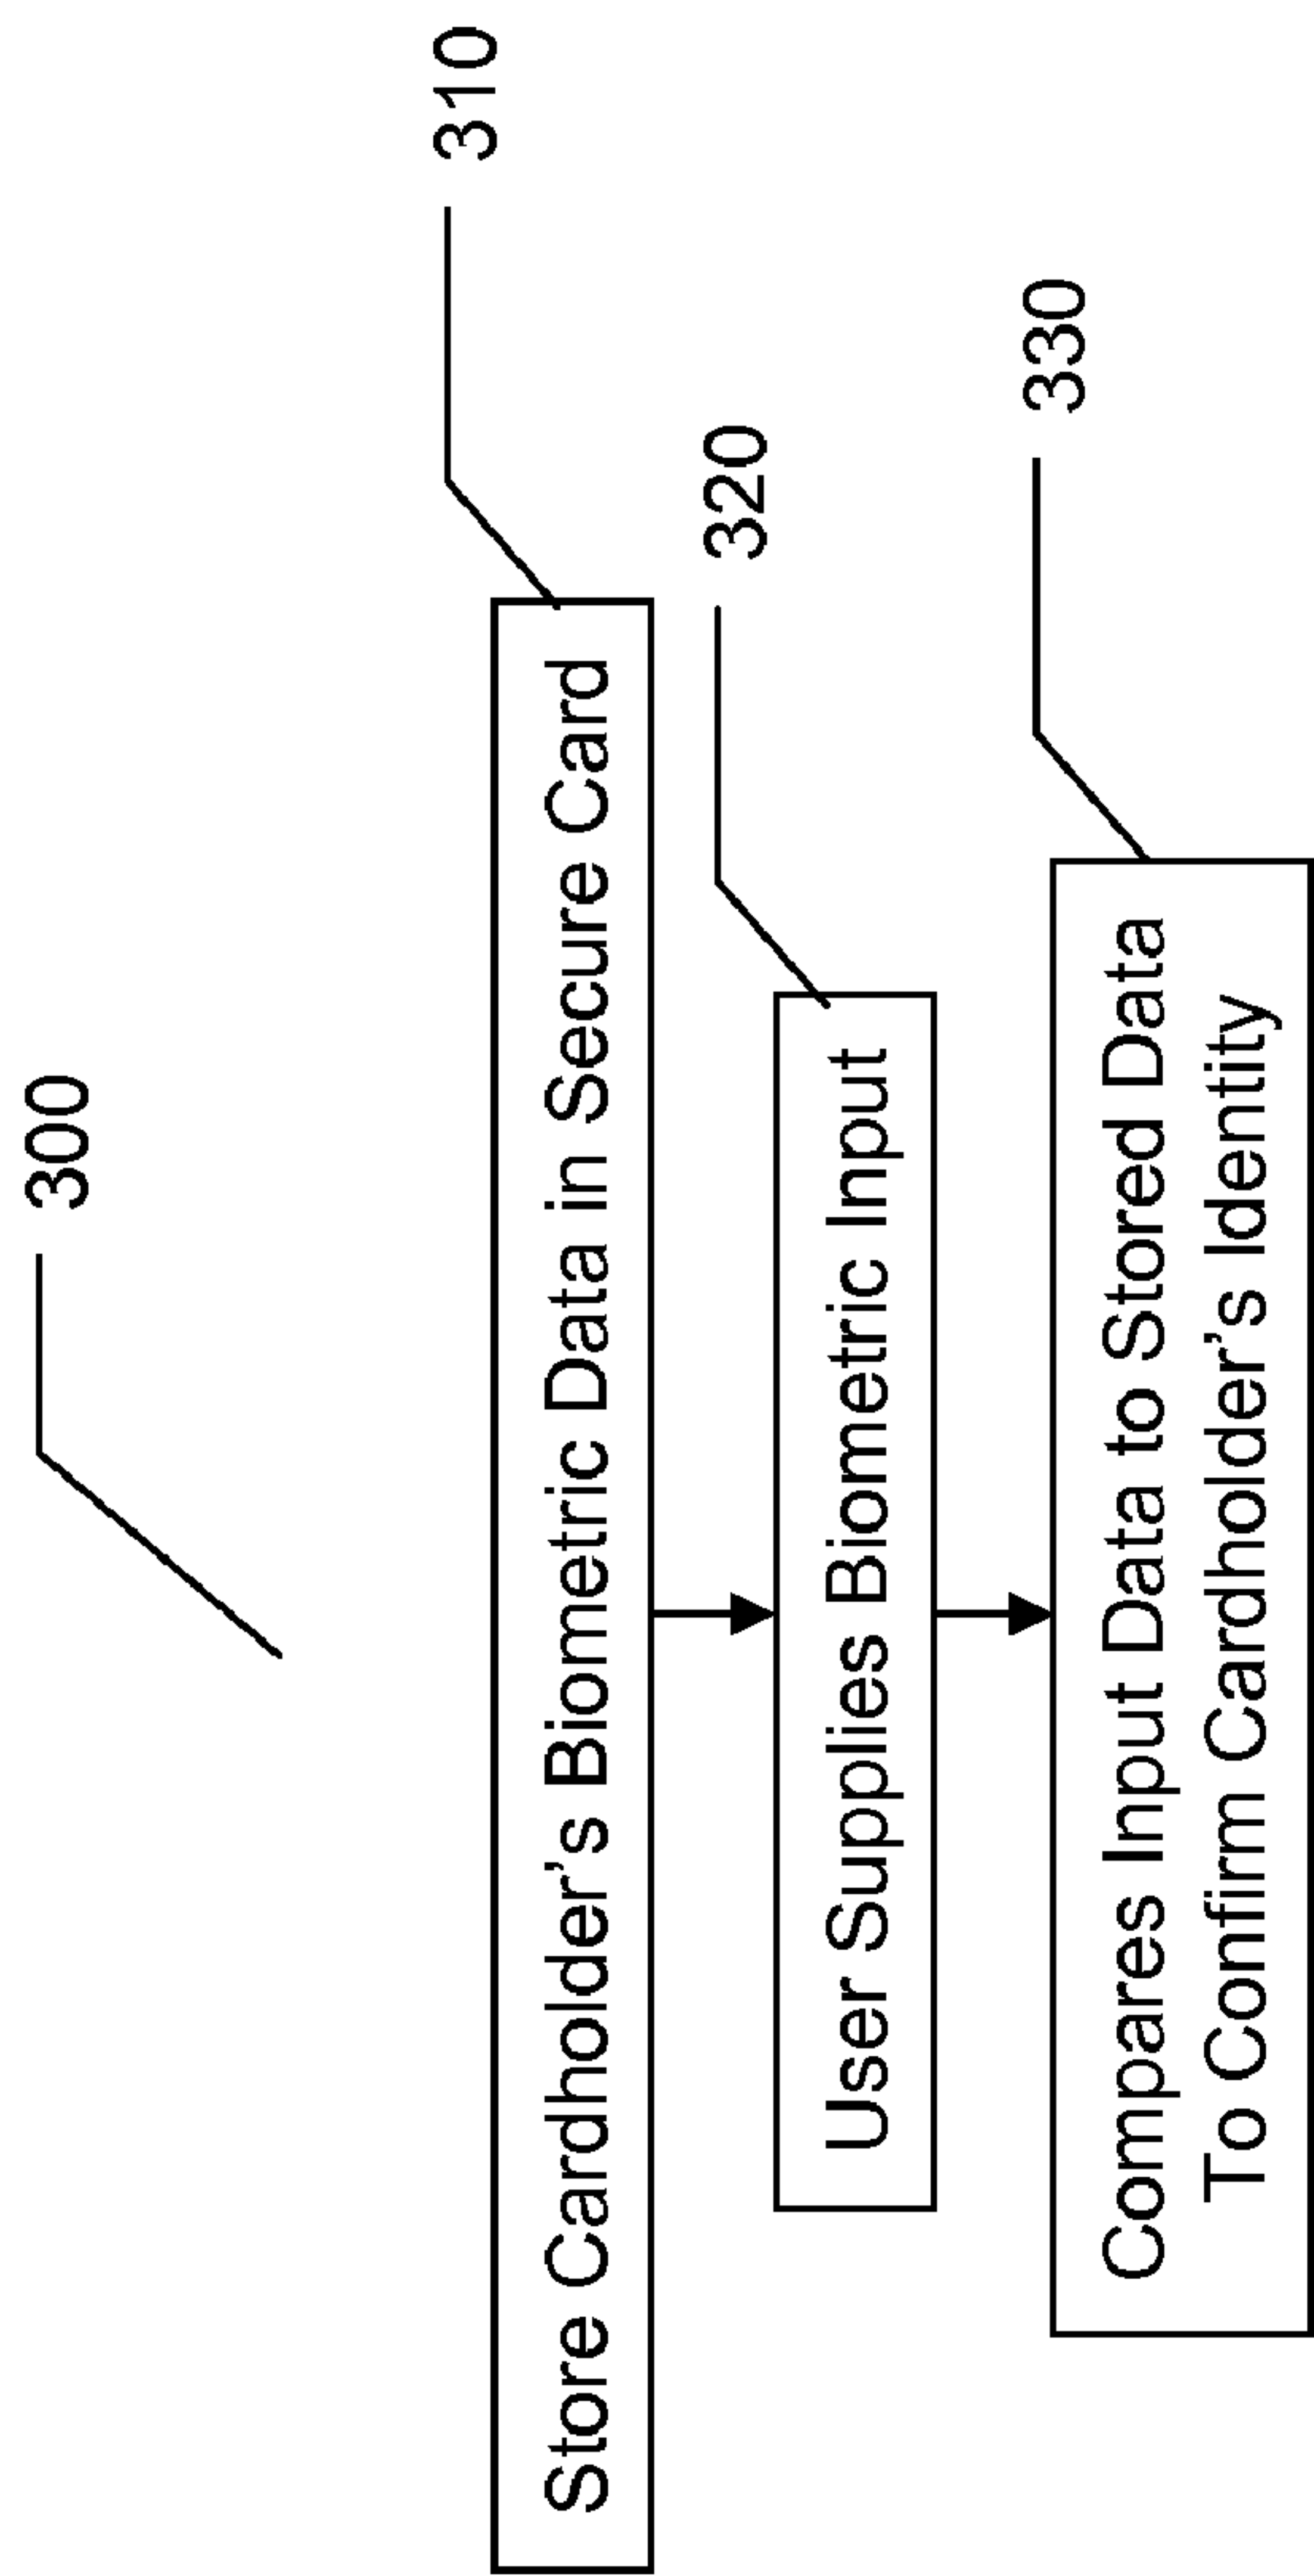 300
310
Store Cardholder's Biometric Data in Secure Card
320
User Supplies Biometric Input
330
Compares Input Data to Stored Data
To Confirm Cardholder's Identity